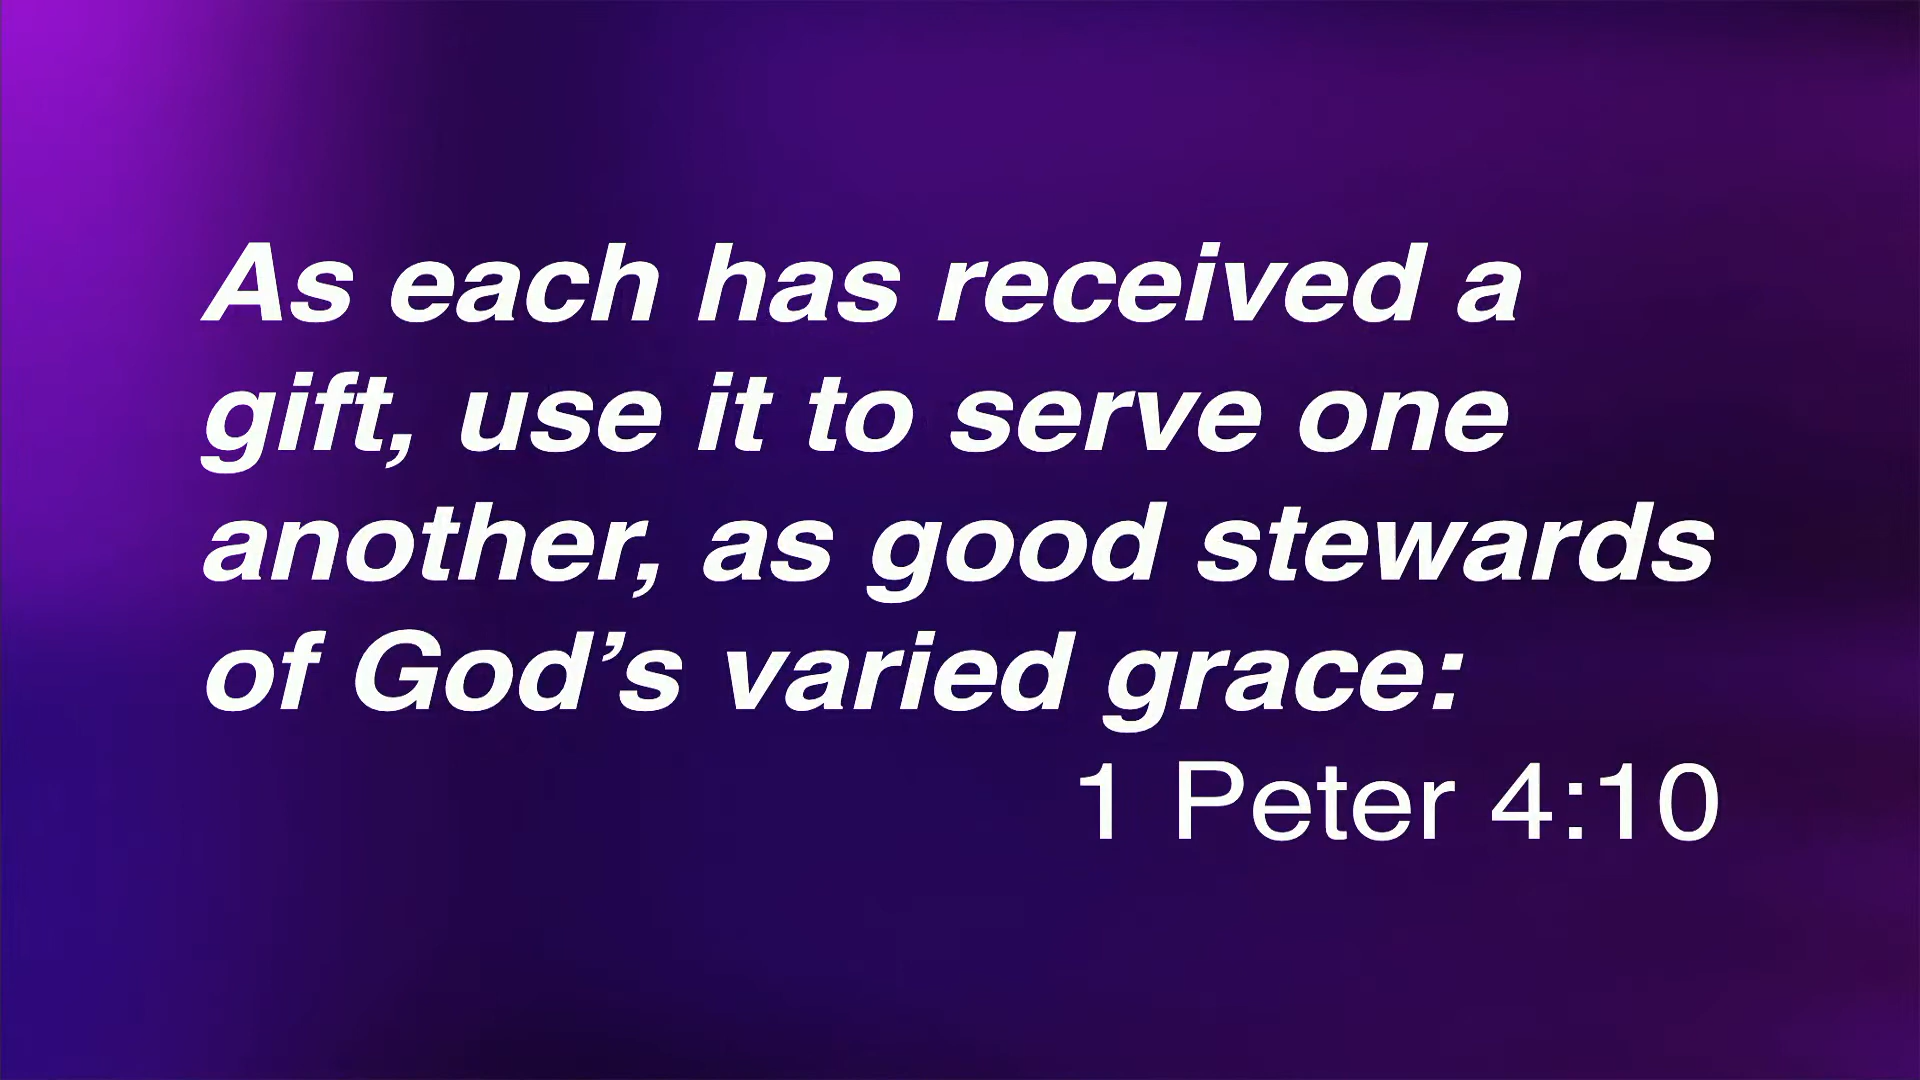 As each has received a
gift, use it to serve one
another, as good stewards
of God’s varied grace:
1 Peter 4:10